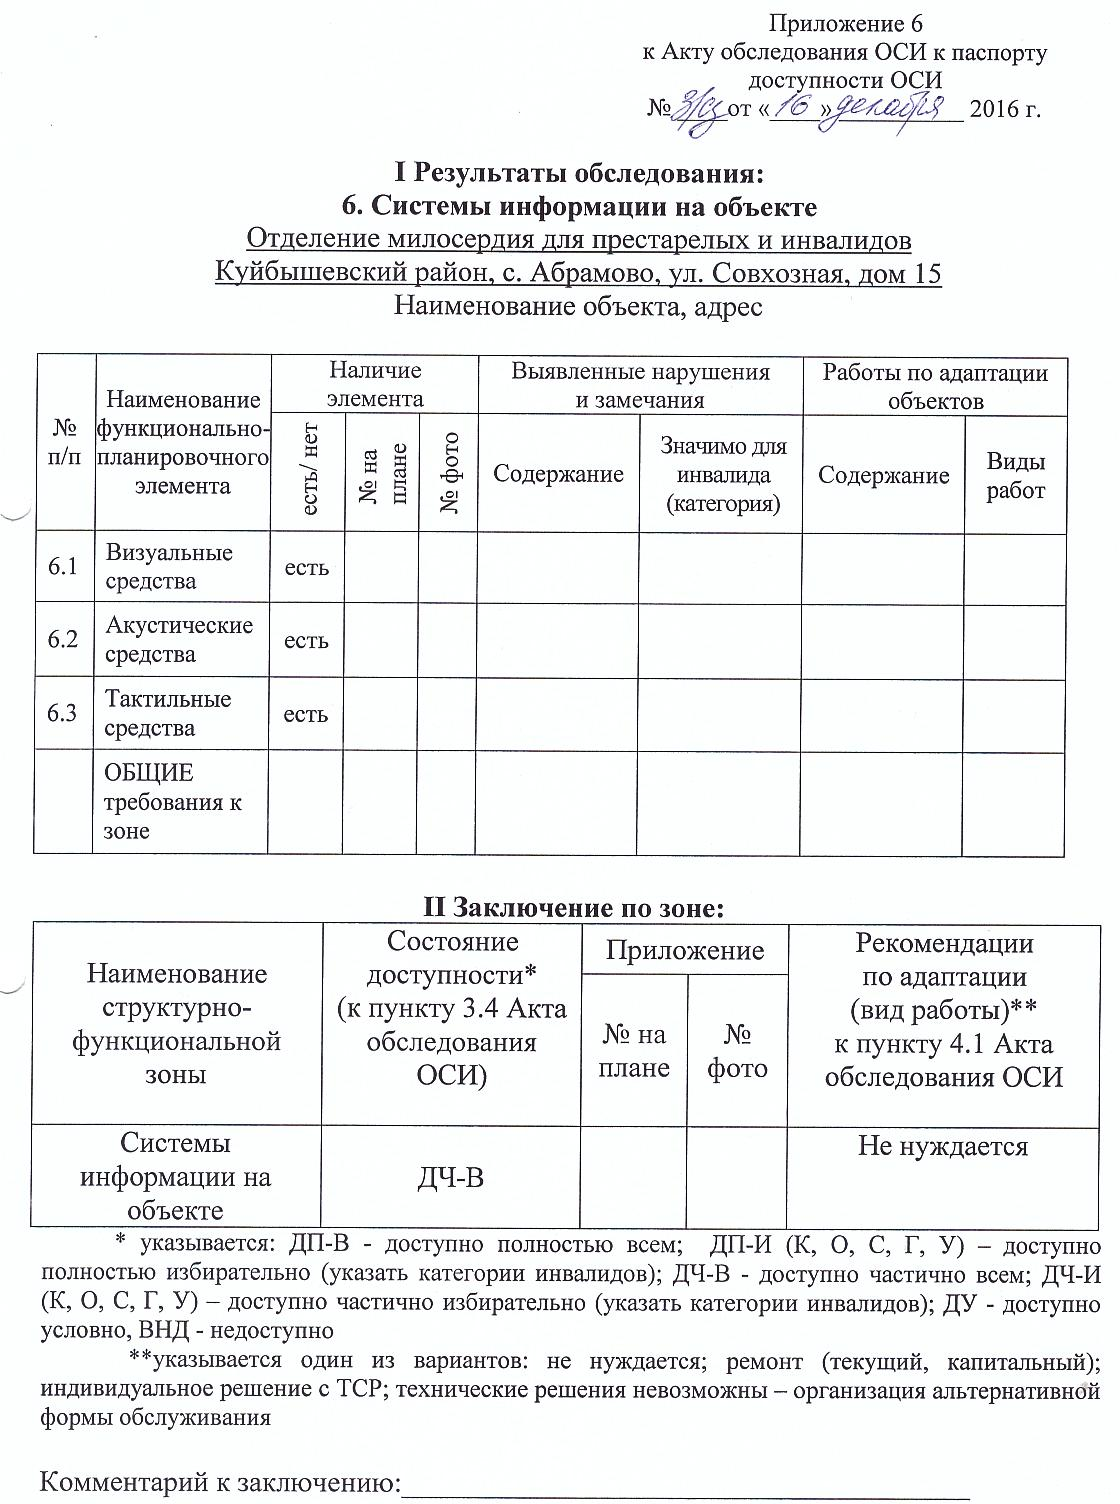 Приложение 6
к Акту обследования ОСИ к паспорту
доступности ОСИ
№ от «16» декабря 2016 г.
I Результаты обследования:
6. Системы информации на объекте
Отделение милосердия для престарелых и инвалидов
Куйбышевский район, с. Абрамово, ул. Совхозная, дом 15
Наименование объекта, адрес
№ п/п
Наименование функционально-планировочного элемента
Наличие элемента
Выявленные нарушения и замечания
Работы по адаптации объектов
есть/ нет
№ на плане
№ фото
Содержание
Значимо для инвалида (категория)
Содержание
Виды работ
6.1 Визуальные средства есть
6.2 Акустические средства есть
6.3 Тактильные средства есть
ОБЩИЕ требования к зоне
II Заключение по зоне:
Наименование структурно-функциональной зоны
Состояние доступности* (к пункту 3.4 Акта обследования ОСИ)
Приложение
№ на плане
№ фото
Рекомендации по адаптации (вид работы)** к пункту 4.1 Акта обследования ОСИ
Системы информации на объекте
ДЧ-В
Не нуждается
* указывается: ДП-В - доступно полностью всем; ДП-И (К, О, С, Г, У) – доступно
полностью избирательно (указать категории инвалидов); ДЧ-В - доступно частично всем; ДЧ-И
(К, О, С, Г, У) – доступно частично избирательно (указать категории инвалидов); ДУ - доступно
условно, ВНД - недоступно
**указывается один из вариантов: не нуждается; ремонт (текущий, капитальный);
индивидуальное решение с ТСР; технические решения невозможны – организация альтернативной
формы обслуживания
Комментарий к заключению: